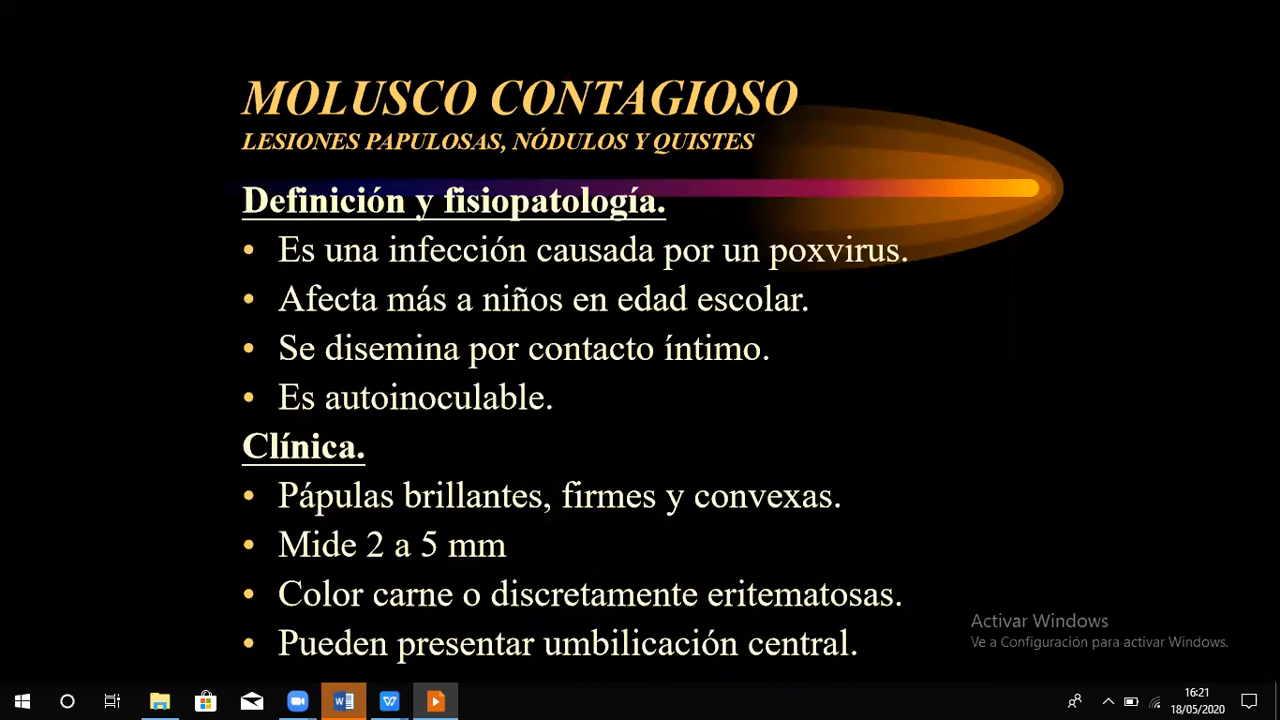 MOLUSCO CONTAGIOSO
LESIONES PAPULOSAS, NÓDULOS Y QUISTES
Definición y fisiopatología.
• Es una infección causada por un poxvirus.
• Afecta más a niños en edad escolar.
• Se disemina por contacto íntimo.
• Es autoinoculable.
Clínica.
• Pápulas brillantes, firmes y convexas.
• Mide 2 a 5 mm
• Color carne o discretamente eritematosas.
• Pueden presentar umbilicación central.
Activar Windows
Ve a Configuración para activar Windows.
16:21
18/05/2020